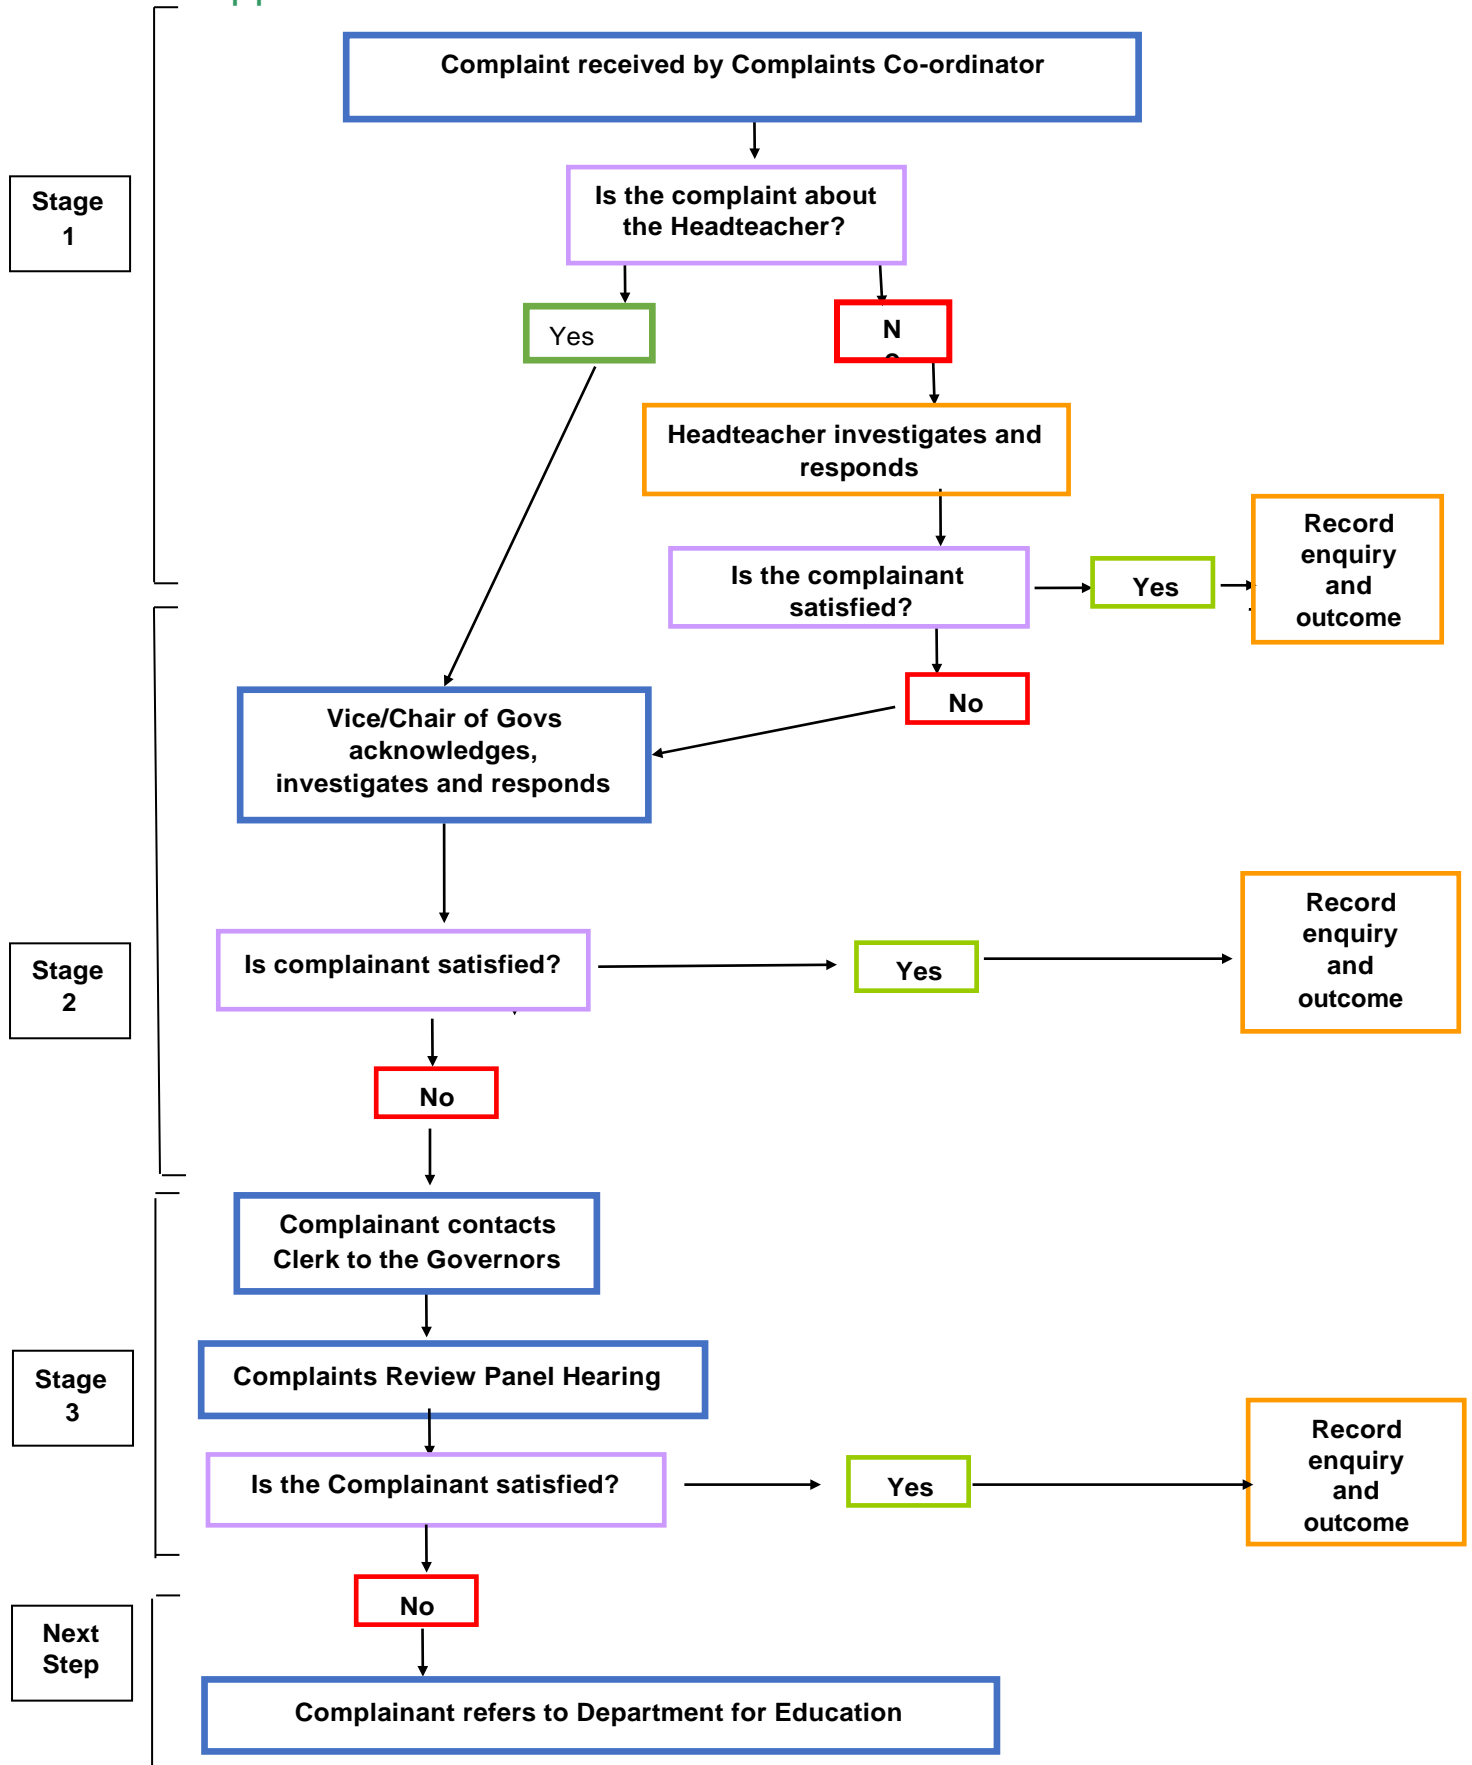 Complaint received by Complaints Co-ordinator
Stage
1
Is the complaint about
the Headteacher?
Yes
N
Headteacher investigates and
responds
Record
enquiry
and
outcome
Is the complainant
satisfied?
Yes
No
Vice/Chair of Govs
acknowledges,
investigates and responds
Stage
2
Is complainant satisfied?
Yes
Record
enquiry
and
outcome
No
Complainant contacts
Clerk to the Governors
Stage
3
Complaints Review Panel Hearing
Is the Complainant satisfied?
Yes
Record
enquiry
and
outcome
No
Next
Step
Complainant refers to Department for Education